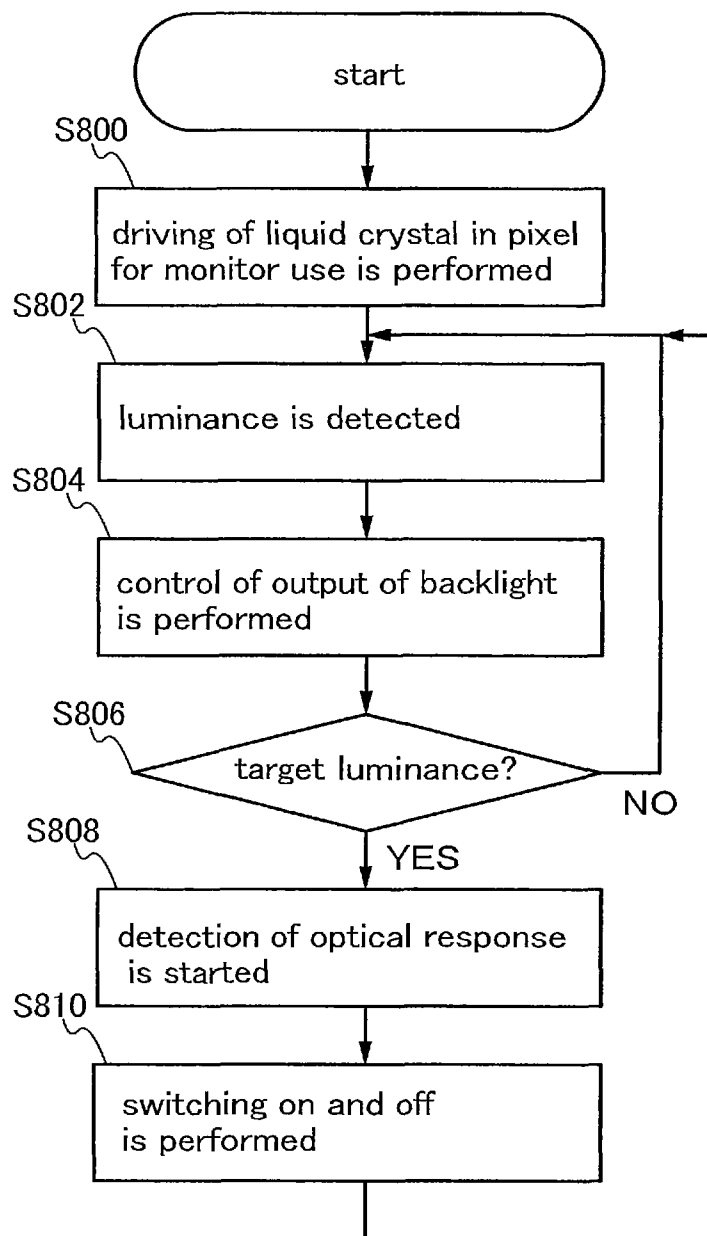 start
S800
driving of liquid crystal in pixel
for monitor use is performed
S802
luminance is detected
S804
control of output of backlight
is performed
S806
target luminance?
NO
YES
S808
detection of optical response
is started
S810
switching on and off
is performed